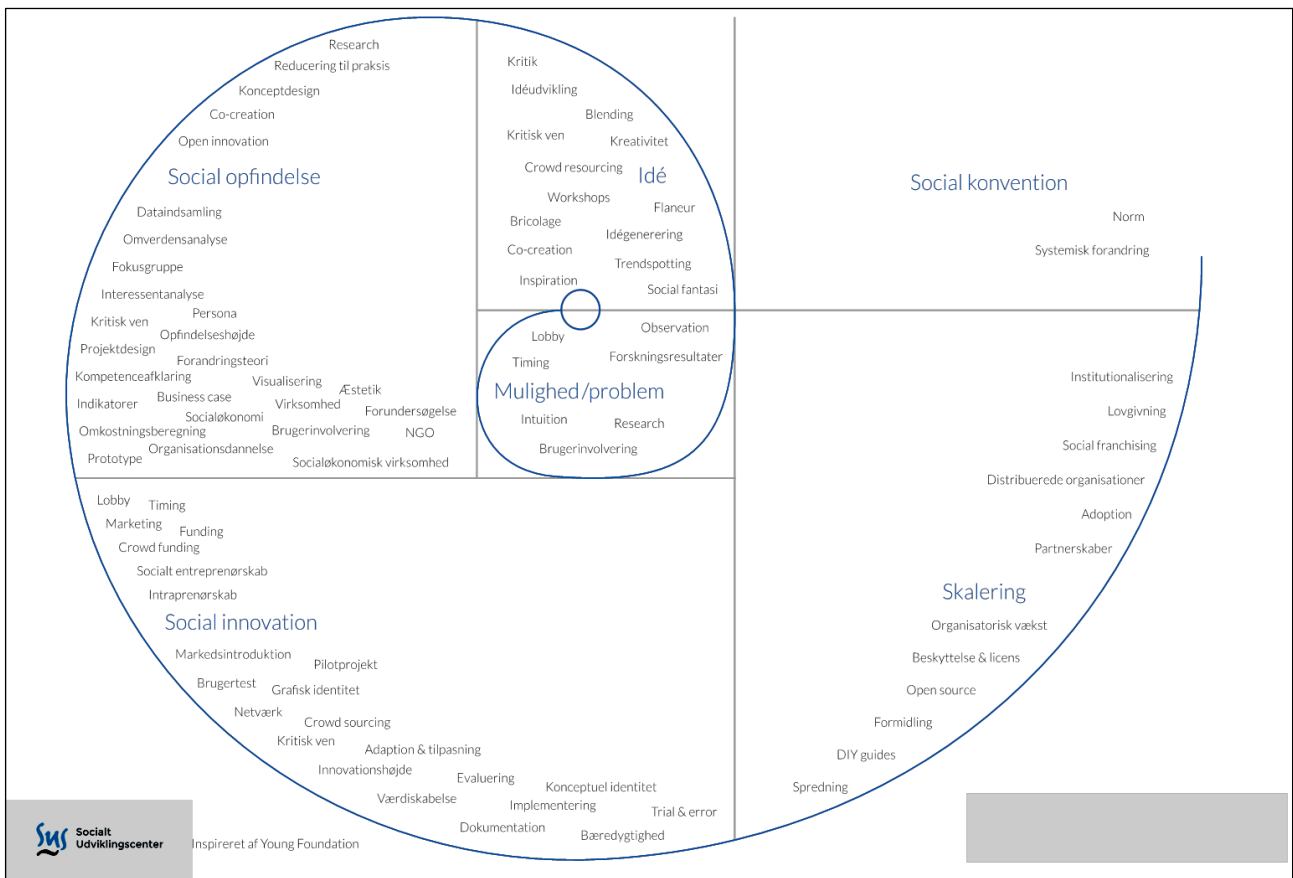 Research
Reducering til praksis
Konceptdesign
Co-creation
Open innovation
Social opfindelse
Dataindsamling
Omverdensanalyse
Fokusgruppe
Interessentanalyse
Persona
Kritisk ven
Opfindelseshøjde
Projektdesign
Forandringsteori
Kompetenceafklaring
Visualisering
Æstetik
Indikatorer
Business case
Virksomhed
Forundersøgelse
Socialøkonomi
Omkostningsberegning
Brugerinvolvering
NGO
Organisationsdannelse
Prototype
Socialøkonomisk virksomhed
Kritik
Idéudvikling
Blending
Kritisk ven
Kreativitet
Crowd resourcing
Idé
Workshops
Flaneur
Bricolage
Idégenerering
Co-creation
Trendspotting
Inspiration
Social fantasi
Observation
Lobby
Forskningsresultater
Timing
Mulighed/problem
Intuition
Research
Brugerinvolvering
Social konvention
Norm
Systemisk forandring
Institutionalisering
Lovgivning
Social franchising
Distribuerede organisationer
Adoption
Partnerskaber
Skalering
Organisatorisk vækst
Beskyttelse & licens
Open source
Formidling
DIY guides
Spredning
Lobby
Timing
Marketing
Funding
Crowd funding
Socialt entreprenørskab
Intraprenørskab
Social innovation
Markedsintroduktion
Pilotprojekt
Brugertest
Grafisk identitet
Netværk
Crowd sourcing
Kritisk ven
Adaption & tilpasning
Innovationshøjde
Evaluering
Konceptuel identitet
Værdiskabelse
Implementering
Trial & error
Dokumentation
Bæredygtighed
SUS
Socialt
Udviklingscenter
Inspireret af Young Foundation